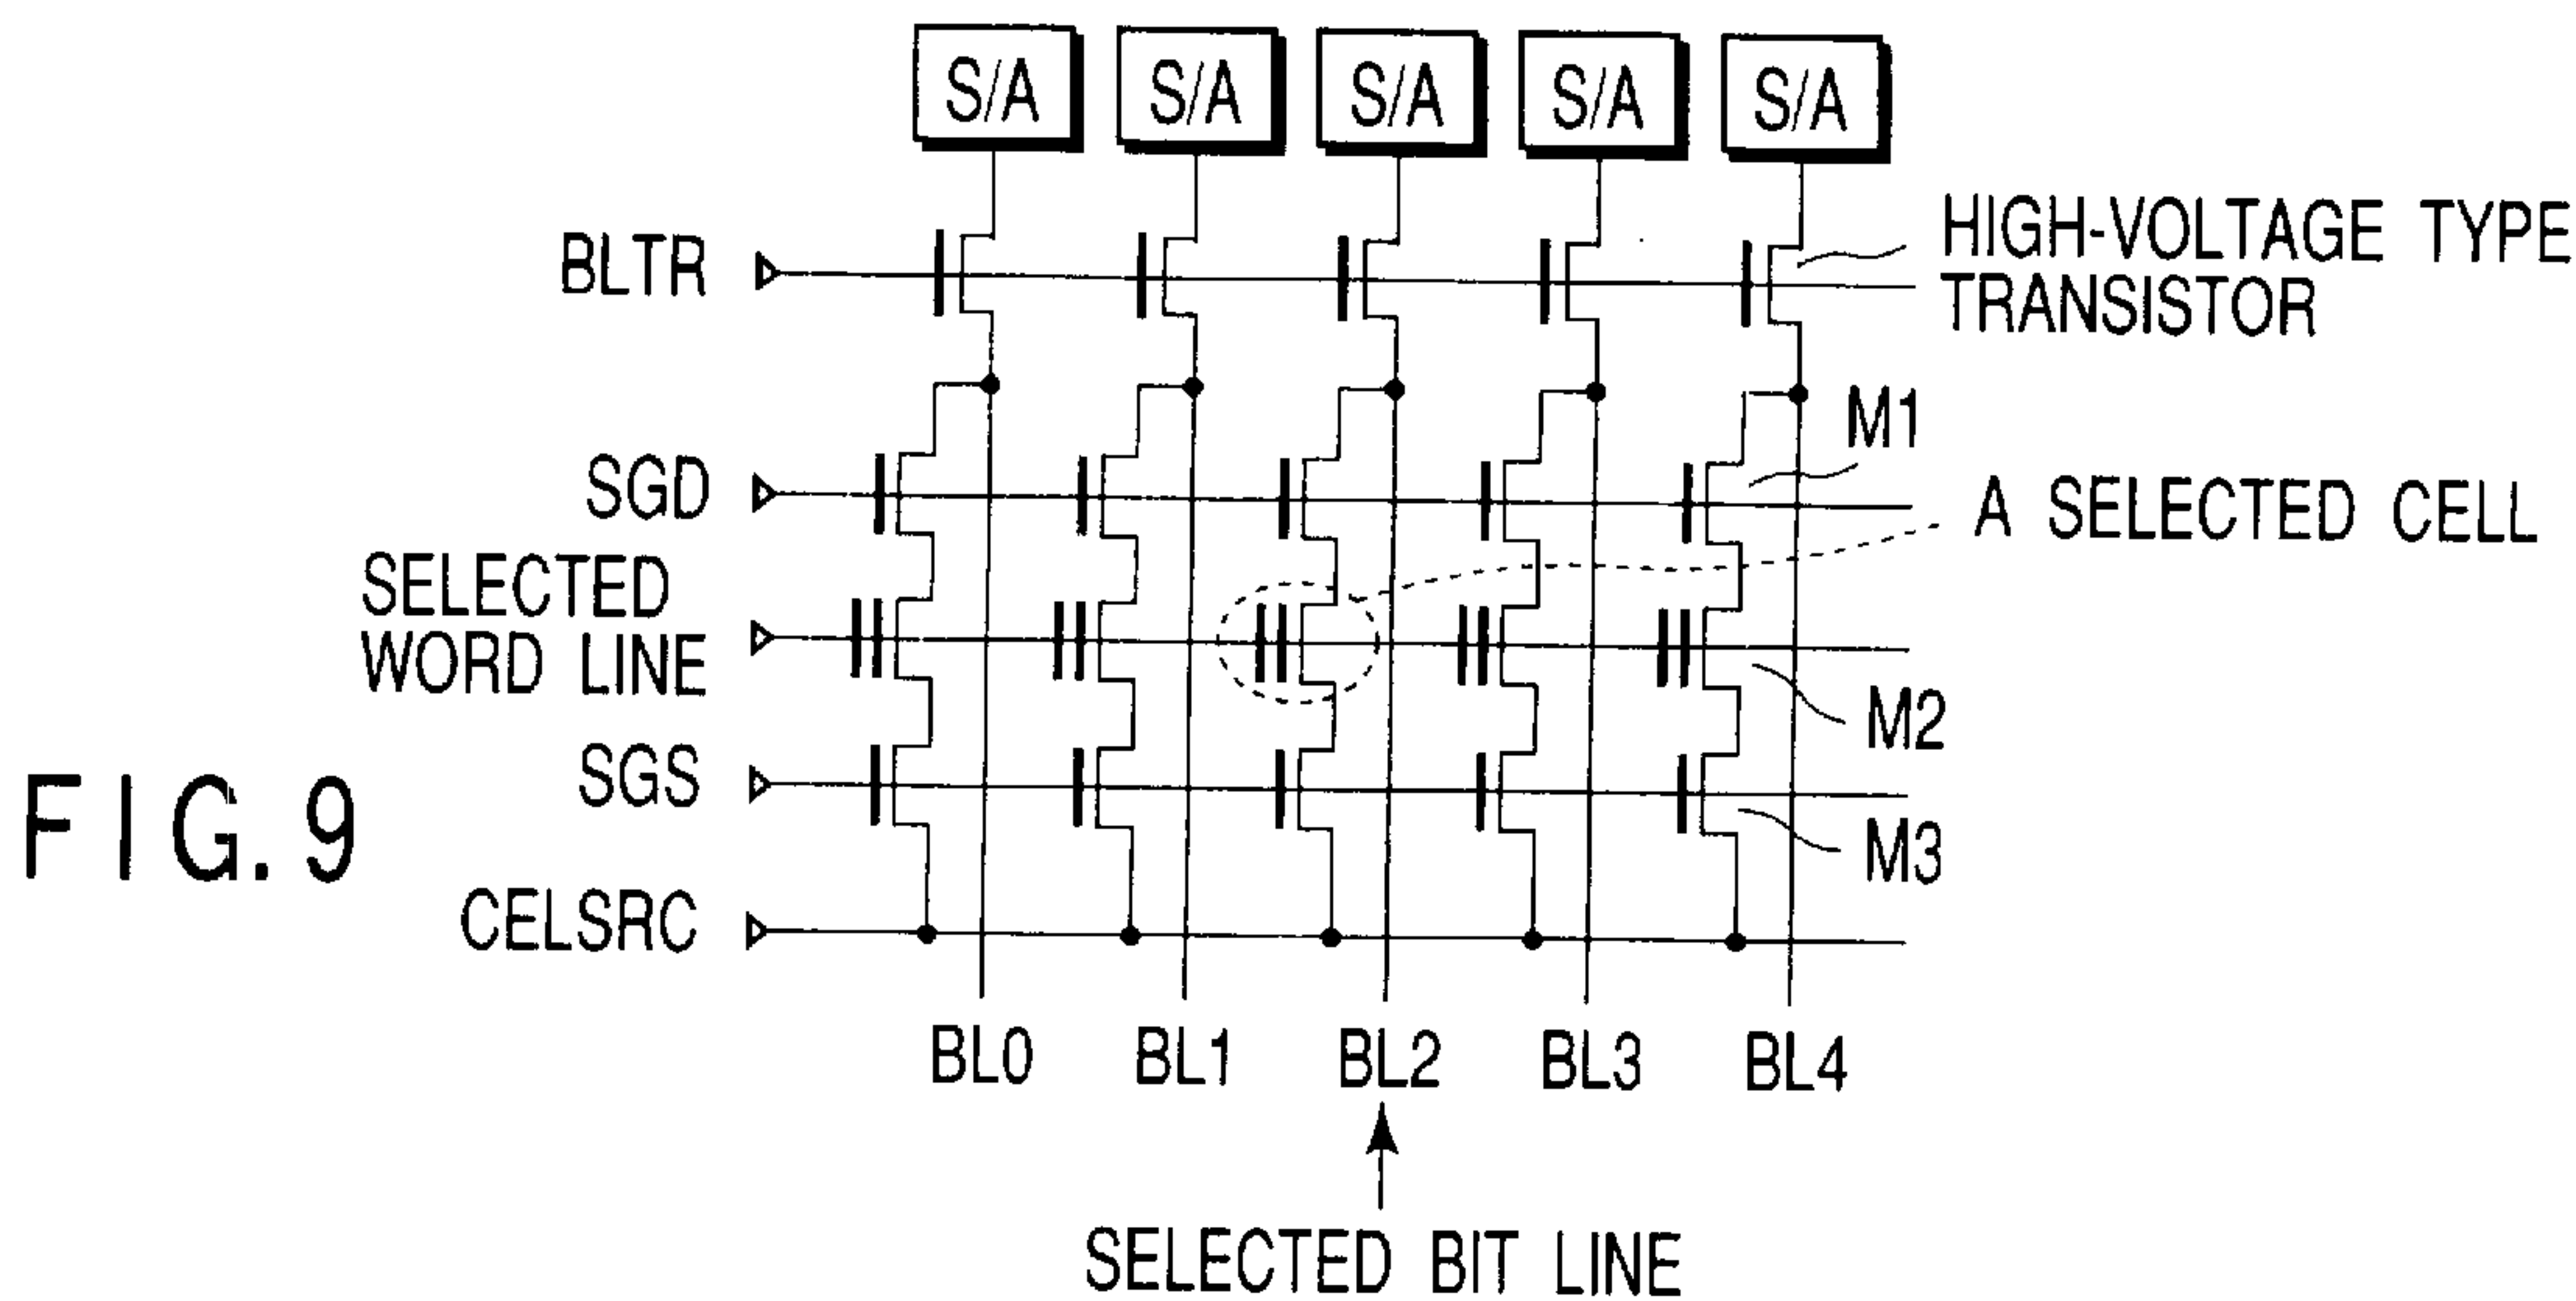 S/A S/A S/A S/A S/A
BLTR
HIGH-VOLTAGE TYPE
TRANSISTOR
M1
SGD
A SELECTED CELL
SELECTED
WORD LINE
M2
SGS
M3
FIG. 9
CELSRC
BL0 BL1 BL2 BL3 BL4
SELECTED BIT LINE